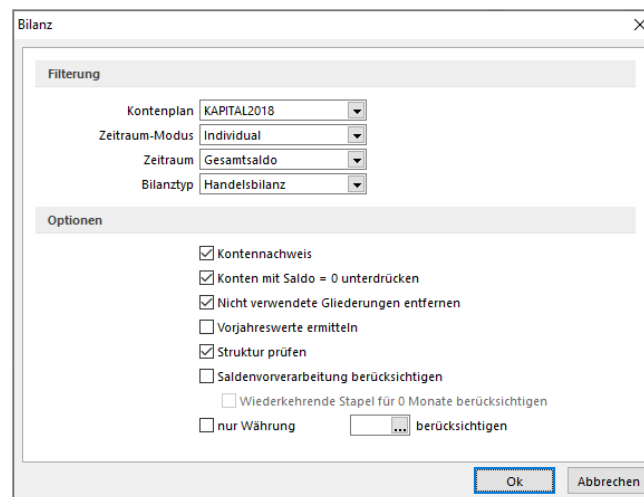 Bilanz
Filterung
Kontenplan KAPITAL2018
Zeitraum-Modus Individual
Zeitraum Gesamtsaldo
Bilanztyp Handelsbilanz
Optionen
Kontennachweis
Konten mit Saldo = 0 unterdrücken
Nicht verwendete Gliederungen entfernen
Vorjahreswerte ermitteln
Struktur prüfen
Saldenvorverarbeitung berücksichtigen
Wiederkehrende Stapel für 0 Monate berücksichtigen
nur Währung ... berücksichtigen
Ok Abbrechen